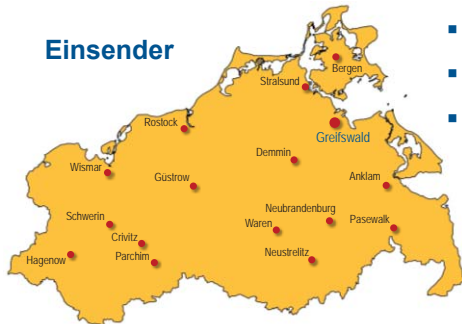 Einsender
Bergen
Stralsund
Greifswald
Rostock
Demmin
Wismar
Güstrow
Anklam
Neubrandenburg
Schwerin
Waren
Pasewalk
Crivitz
Hagenow
Parchim
Neustrelitz